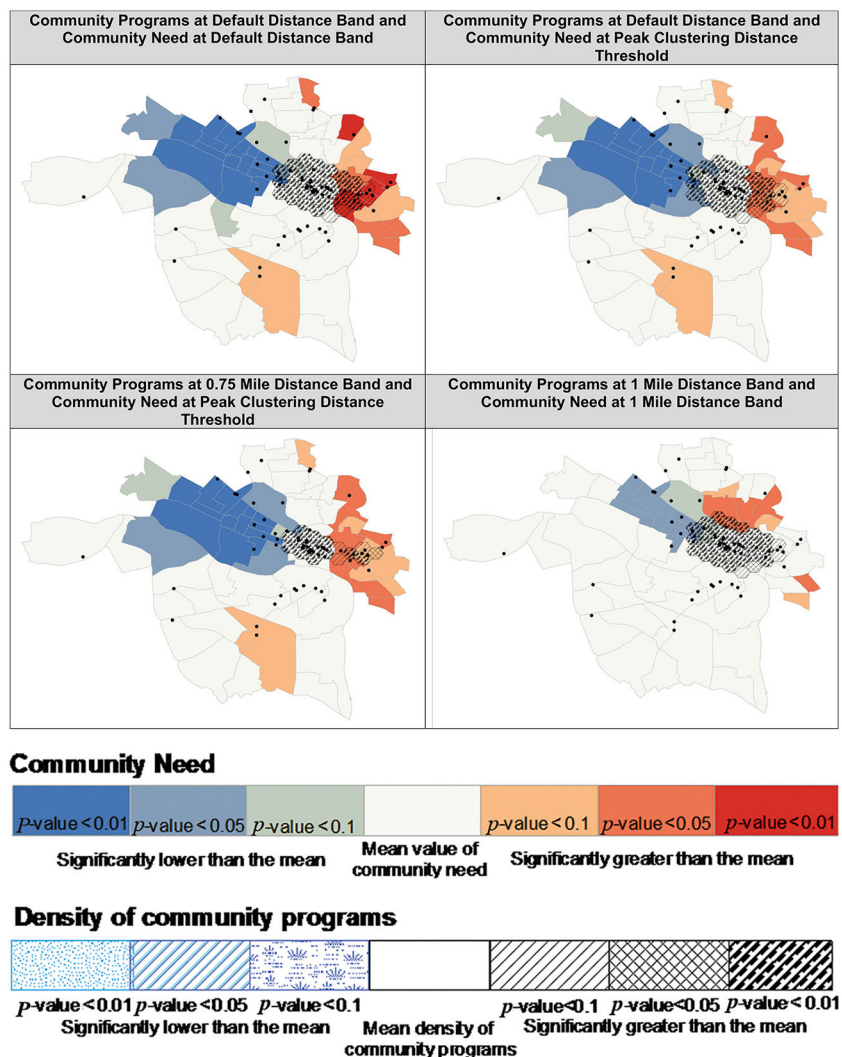 Community Programs at Default Distance Band and
Community Need at Default Distance Band
Community Programs at Default Distance Band and
Community Need at Peak Clustering Distance
Threshold
Community Programs at 0.75 Mile Distance Band and
Community Need at Peak Clustering Distance
Threshold
Community Programs at 1 Mile Distance Band and
Community Need at 1 Mile Distance Band
Community Need
P-value<0.01 p-value<0.05 p-value<0.1 p-value<0.1 p-value<0.05 p-value<0.01
Significantly lower than the mean
Mean value of
community need
Significantly greater than the mean
Density of community programs
p-value<0.01 p-value<0.05 p-value<0.1 p-value<0.1 p-value<0.05 p-value<0.01
Significantly lower than the mean
Mean density of
community programs
Significantly greater than the mean